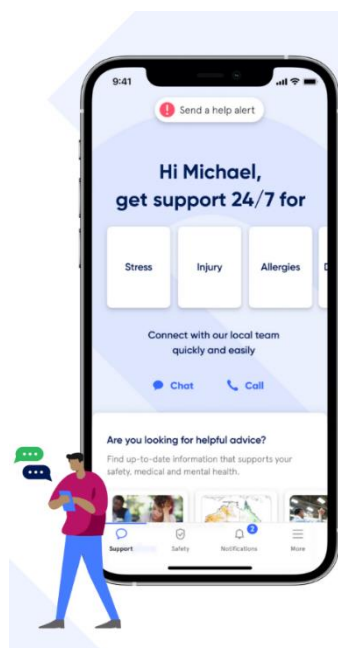 9:41
Send a help alert
Hi Michael,
get support 24/7 for
Stress
Injury
Allergies
Connect with our local team
quickly and easily
Chat
Call
Are you looking for helpful advice?
Find up-to-date information that supports your
safety, medical and mental health.
2
Support
Safety
Notifications
More